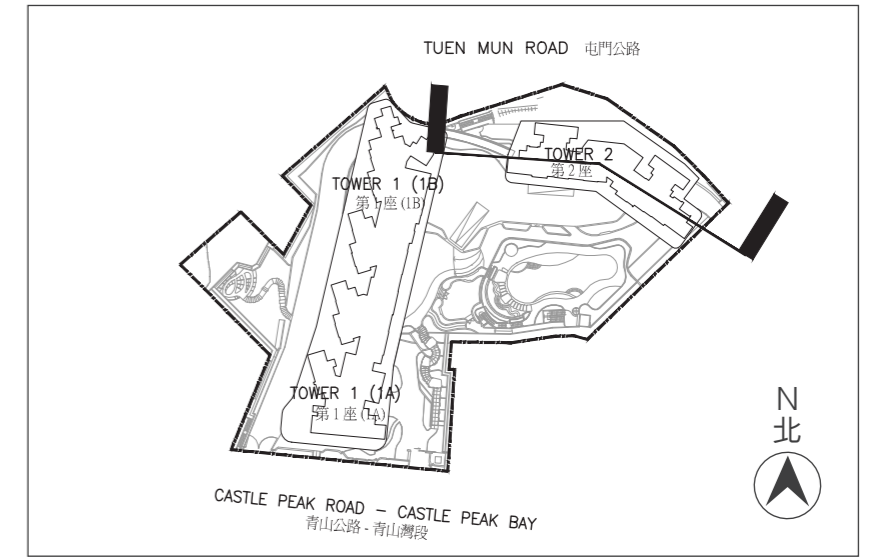 TUEN MUN ROAD 屯門公路
TOWER 2
第2座
TOWER 1 (1B)
第1座(1B)
TOWER 1 (1A)
第1座(1A)
N
北
CASTLE PEAK ROAD - CASTLE PEAK BAY
青山公路 - 青山灣段